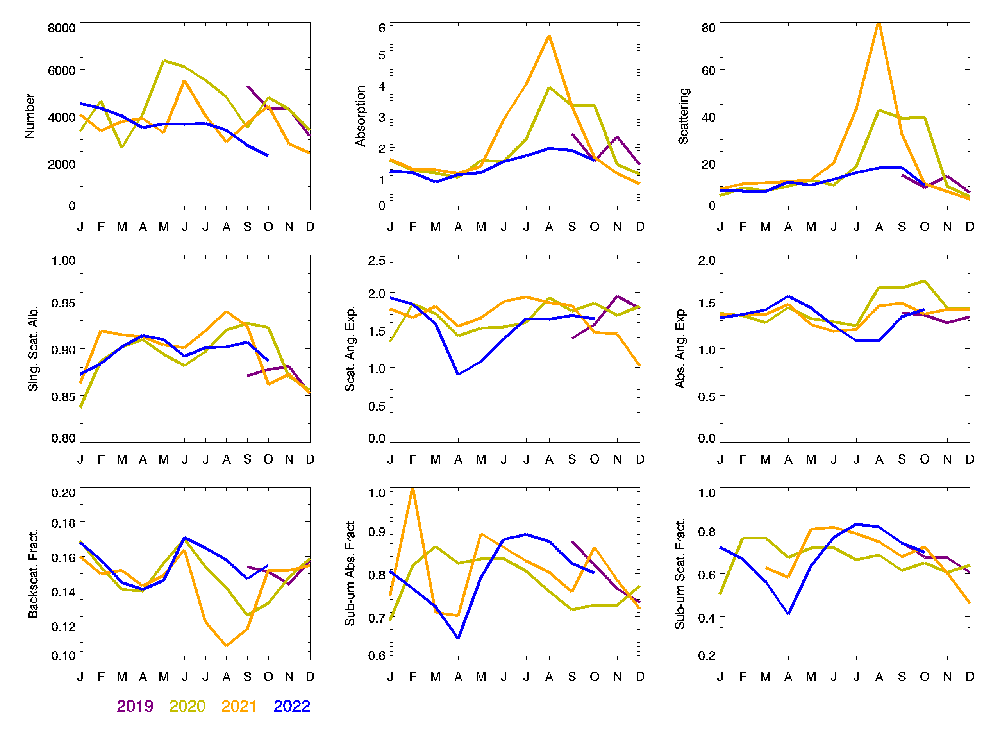 Number
8000
6000
4000
2000
0
J F M A M J J A S O N D
Absorption
6
5
4
3
2
1
0
J F M A M J J A S O N D
Scattering
80
60
40
20
0
J F M A M J J A S O N D
Sing. Scat. Alb.
1.00
0.95
0.90
0.85
0.80
J F M A M J J A S O N D
Scat. Ang. Exp.
2.5
2.0
1.5
1.0
0.5
0.0
J F M A M J J A S O N D
Abs. Ang. Exp
2.0
1.5
1.0
0.5
0.0
J F M A M J J A S O N D
Backscat. Fract.
0.20
0.18
0.16
0.14
0.12
0.10
J F M A M J J A S O N D
Sub-um Abs. Fract
1.0
0.9
0.8
0.7
0.6
J F M A M J J A S O N D
Sub-um Scat. Fract.
1.0
0.8
0.6
0.4
0.2
J F M A M J J A S O N D
2019 2020 2021 2022